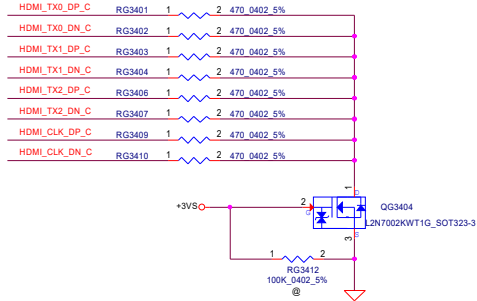 HDMI_TX0_DP_C RG3401 1 2 470_0402_5%
HDMI_TX0_DN_C RG3402 1 2 470_0402_5%
HDMI_TX1_DP_C RG3403 1 2 470_0402_5%
HDMI_TX1_DN_C RG3404 1 2 470_0402_5%
HDMI_TX2_DP_C RG3406 1 2 470_0402_5%
HDMI_TX2_DN_C RG3407 1 2 470_0402_5%
HDMI_CLK_DP_C RG3409 1 2 470_0402_5%
HDMI_CLK_DN_C RG3410 1 2 470_0402_5%
1
+3VS 2 QG3404
L2N7002KWT1G_SOT323-3
3
1 2
RG3412
100K_0402_5%
@